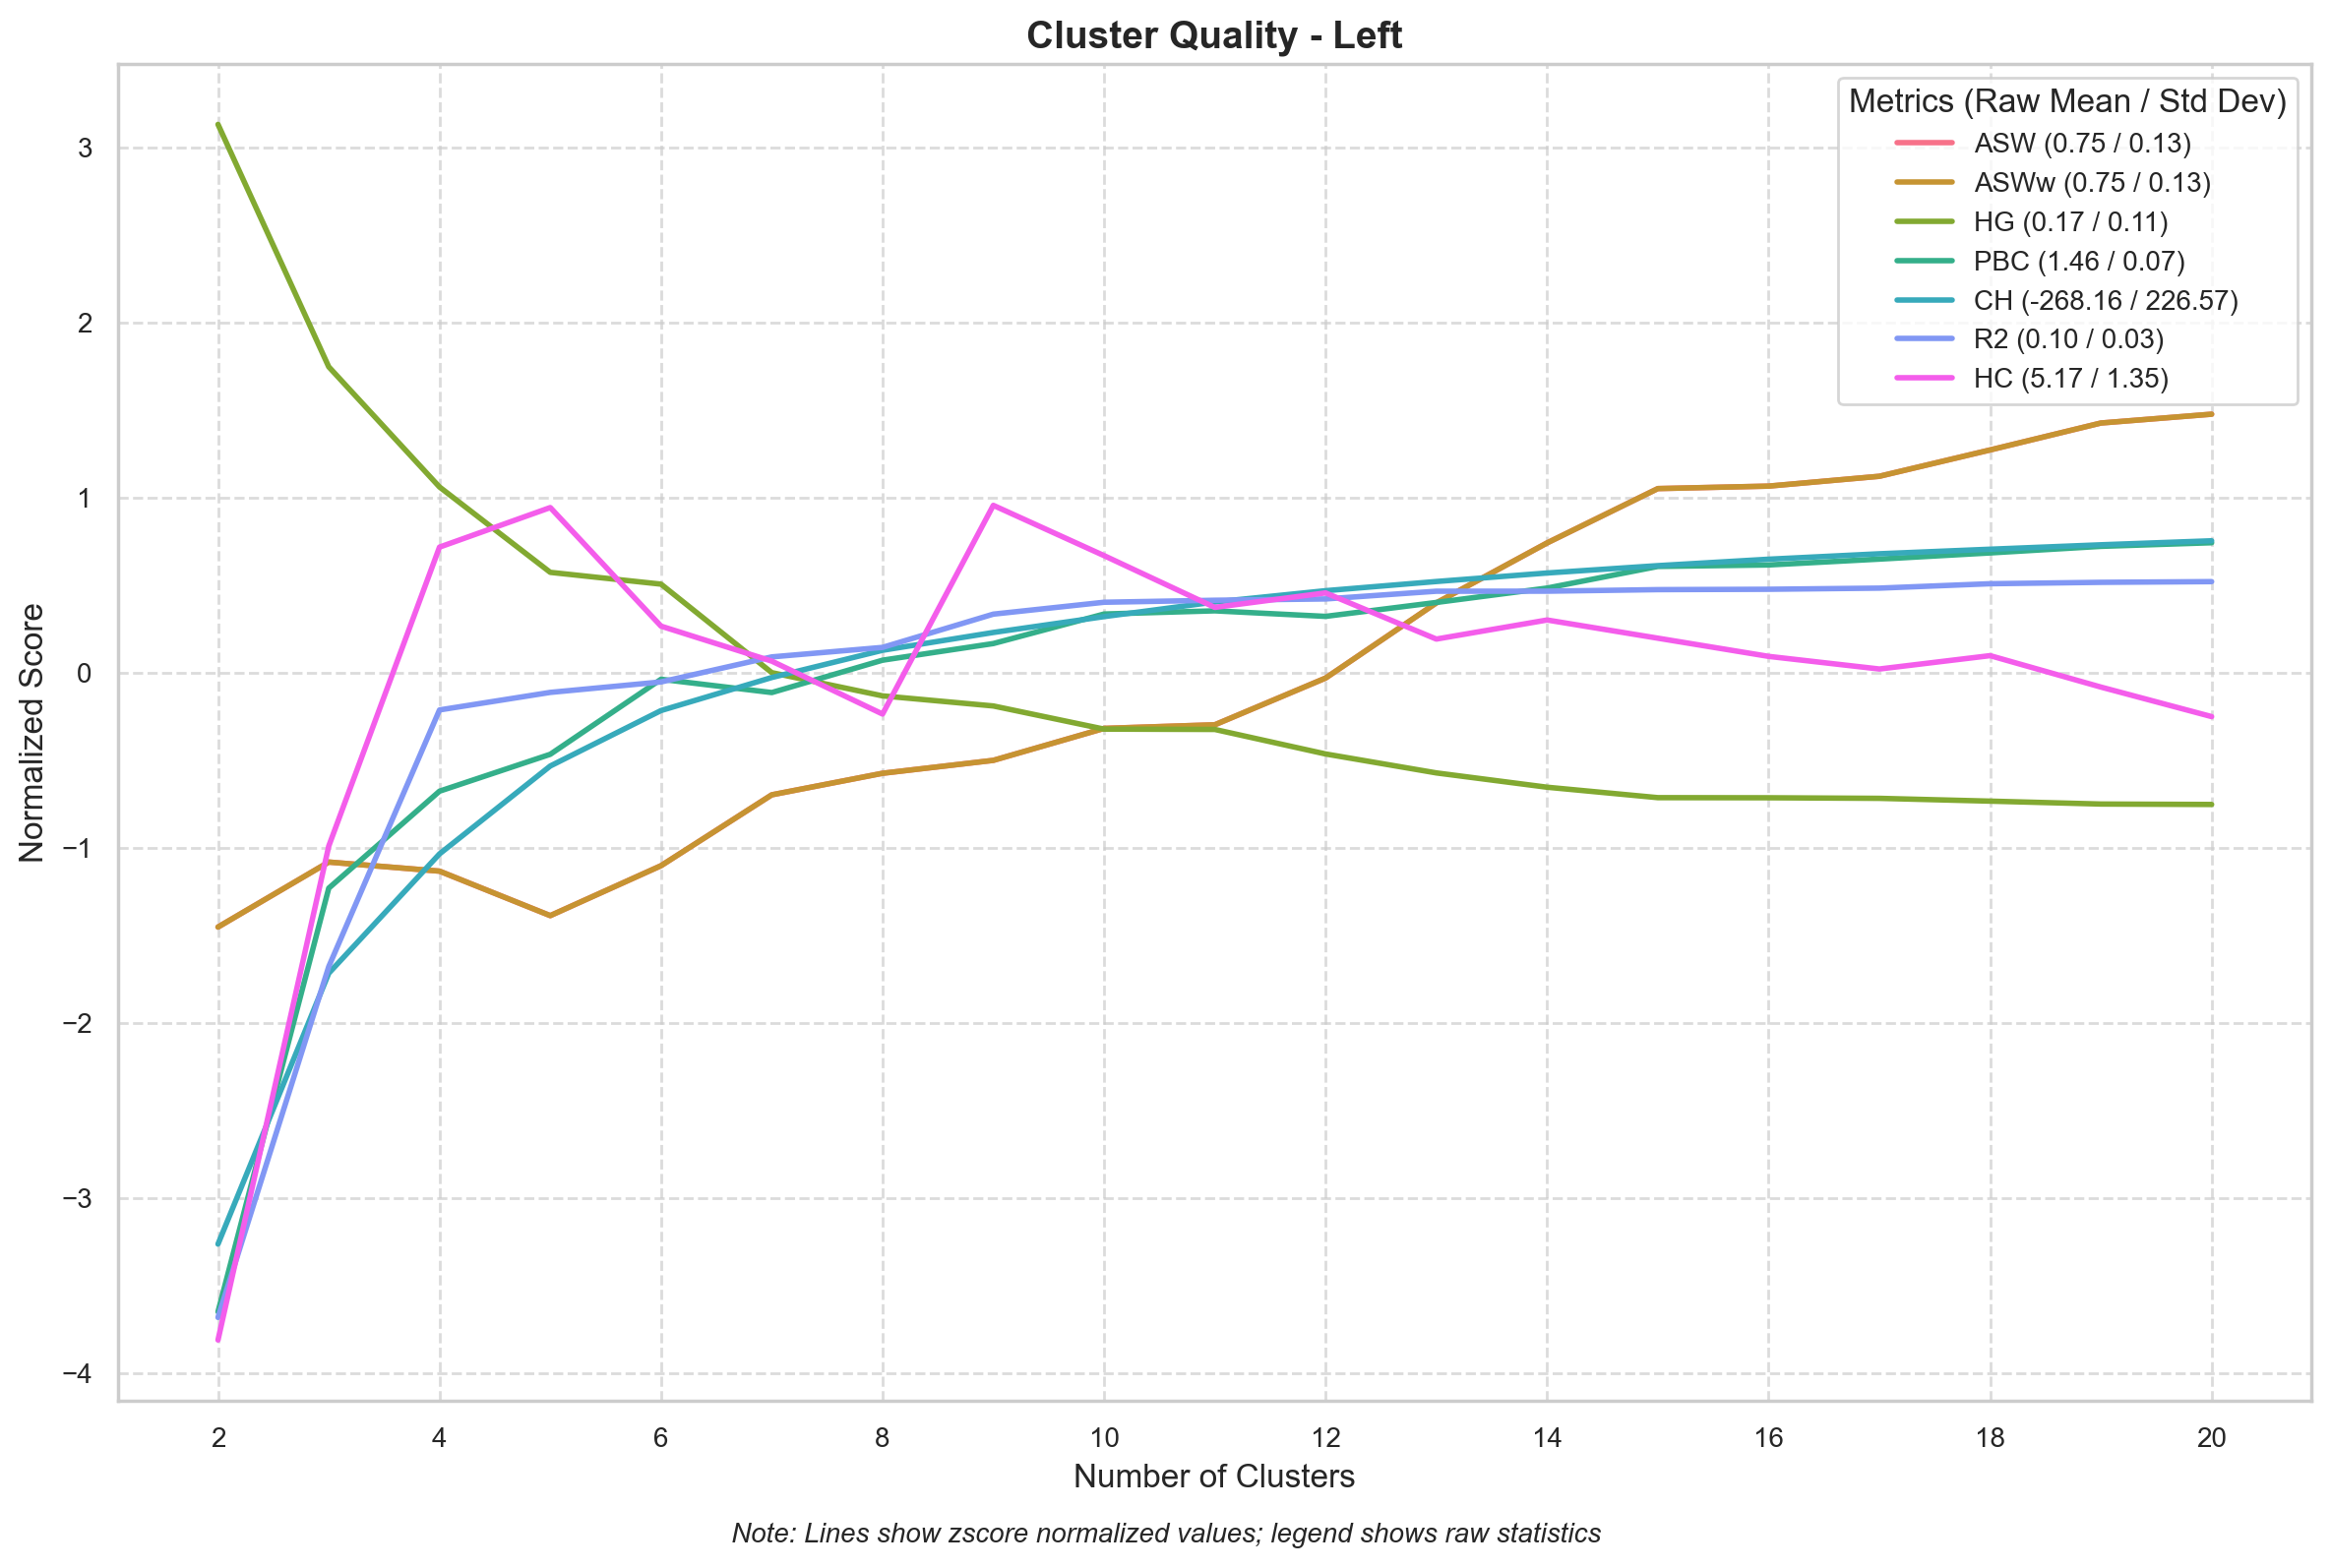 Cluster Quality - Left
Metrics (Raw Mean / Std Dev)
ASW (0.75 / 0.13)
ASWw (0.75 / 0.13)
HG (0.17 / 0.11)
PBC (1.46 / 0.07)
CH (-268.16 / 226.57)
R2 (0.10 / 0.03)
HC (5.17 / 1.35)
Normalized Score
3
2
1
0
−1
−2
−3
−4
2 4 6 8 10 12 14 16 18 20
Number of Clusters
Note: Lines show zscore normalized values; legend shows raw statistics